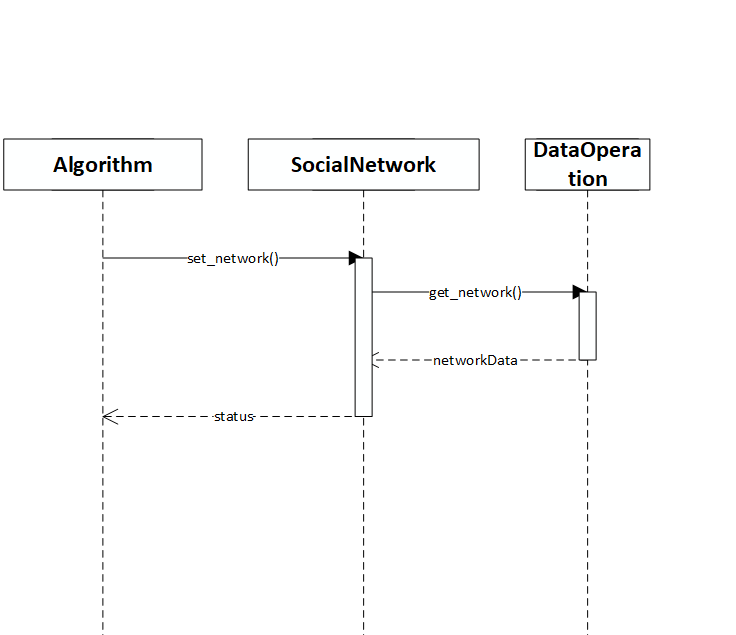 Algorithm
SocialNetwork
DataOpera
tion
set_network()
get_network()
networkData
status